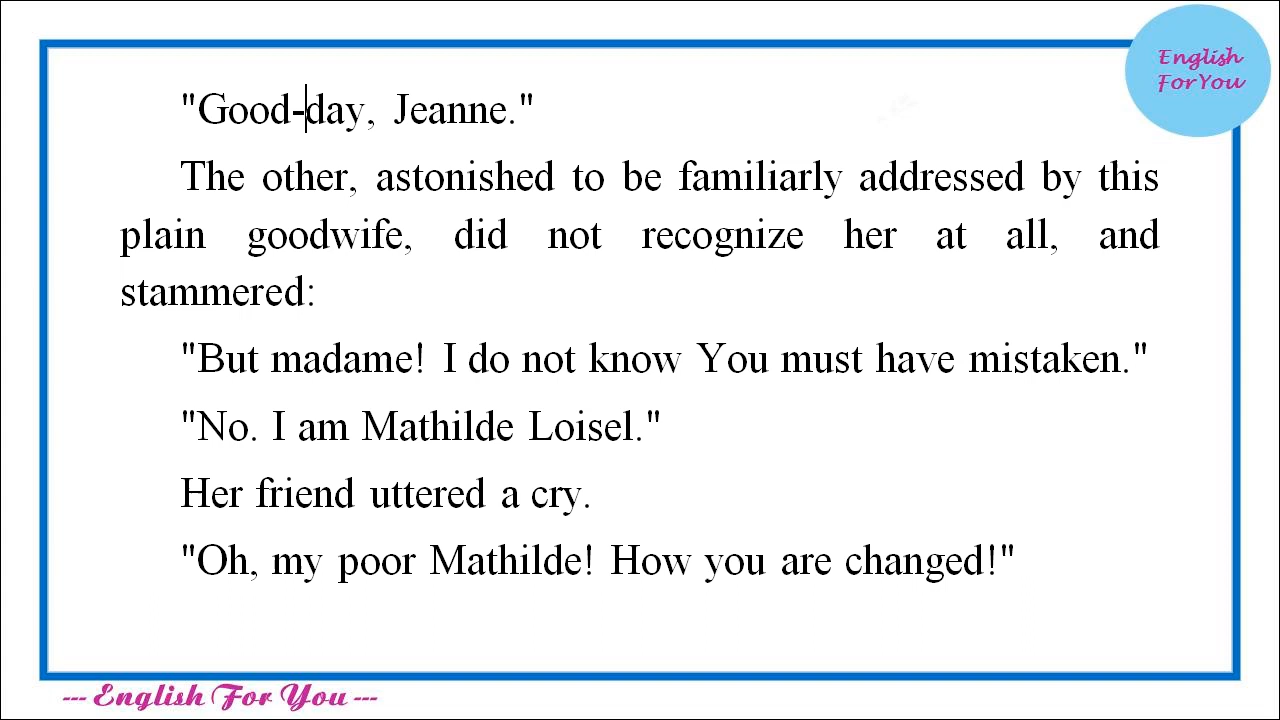 English
ForYou
"Good-day, Jeanne."
The other, astonished to be familiarly addressed by this
plain goodwife, did not recognize her at all, and
stammered:
"But madame! I do not know You must have mistaken."
"No. I am Mathilde Loisel."
Her friend uttered a cry.
"Oh, my poor Mathilde! How you are changed!"
--- English For You ---